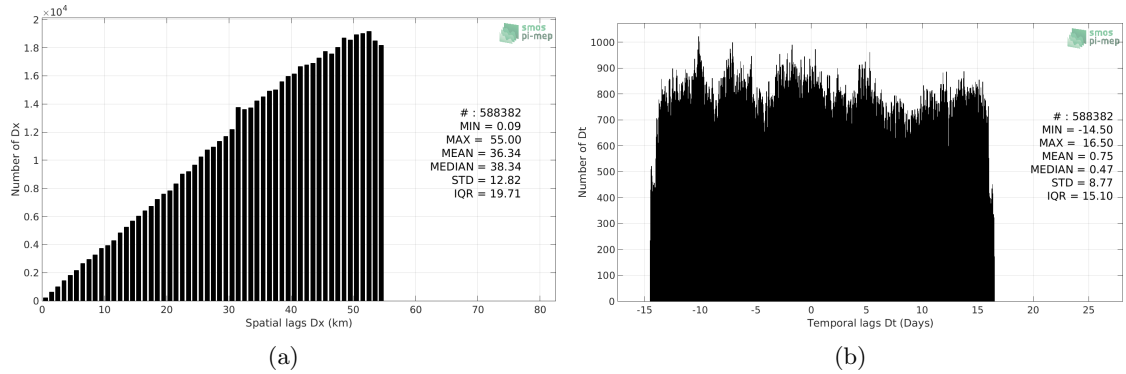 ×10⁴
2
1.8
1.6
1.4
1.2
1
0.8
0.6
0.4
0.2
0
Number of Dx
smos
pi-mep
# : 588382
MIN = 0.09
MAX = 55.00
MEAN = 36.34
MEDIAN = 38.34
STD = 12.82
IQR = 19.71
0 10 20 30 40 50 60 70 80
Spatial lags Dx (km)
(a)
1000
900
800
700
600
500
400
300
200
100
0
Number of Dt
smos
pi-mep
# : 588382
MIN = -14.50
MAX = 16.50
MEAN = 0.75
MEDIAN = 0.47
STD = 8.77
IQR = 15.10
-15 -10 -5 0 5 10 15 20 25
Temporal lags Dt (Days)
(b)